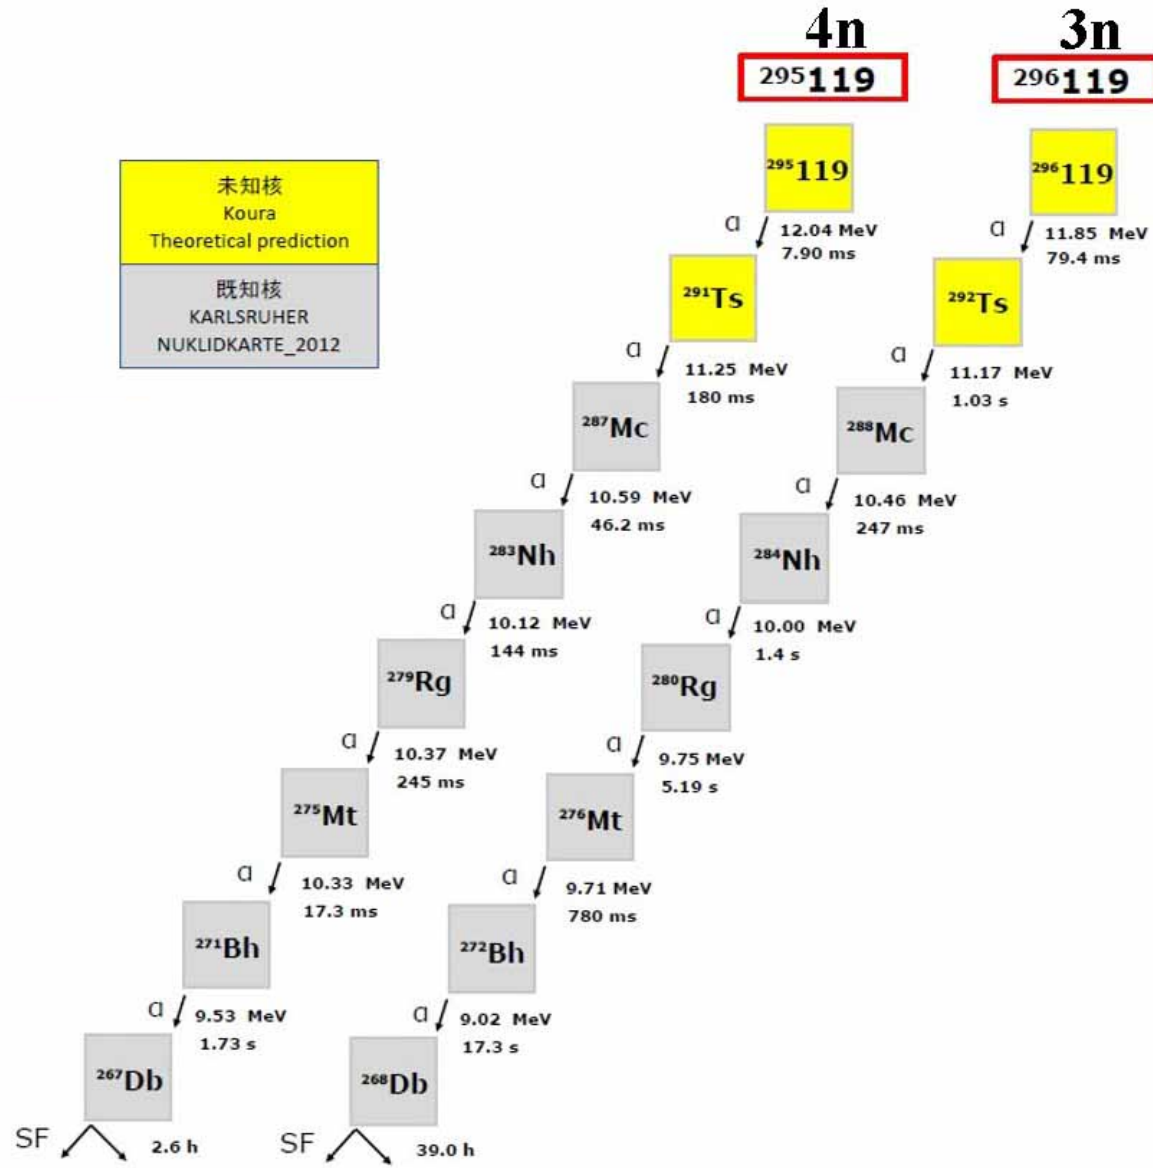 4n
3n
²⁹⁵119
²⁹⁶119
未知核
Koura
Theoretical prediction
既知核
KARLSRUHER
NUKLIDKARTE_2012
²⁹⁵119
α
12.04 MeV
7.90 ms
²⁹¹Ts
α
11.25 MeV
180 ms
²⁸⁷Mc
α
10.59 MeV
46.2 ms
²⁸³Nh
α
10.12 MeV
144 ms
²⁷⁹Rg
α
10.37 MeV
245 ms
²⁷⁵Mt
α
10.33 MeV
17.3 ms
²⁷¹Bh
α
9.53 MeV
1.73 s
²⁶⁷Db
SF
2.6 h
²⁹⁶119
α
11.85 MeV
79.4 ms
²⁹²Ts
α
11.17 MeV
1.03 s
²⁸⁸Mc
α
10.46 MeV
247 ms
²⁸⁴Nh
α
10.00 MeV
1.4 s
²⁸⁰Rg
α
9.75 MeV
5.19 s
²⁷⁶Mt
α
9.71 MeV
780 ms
²⁷²Bh
α
9.02 MeV
17.3 s
²⁶⁸Db
SF
39.0 h